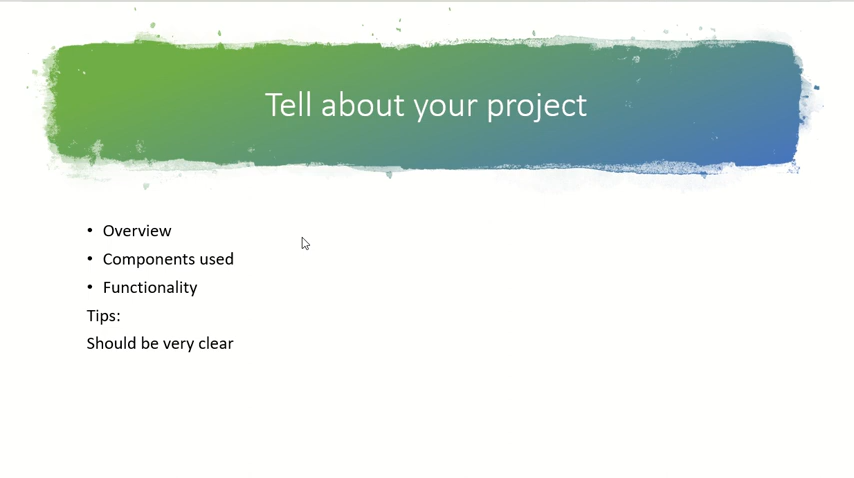 Tell about your project
• Overview
• Components used
• Functionality
Tips:
Should be very clear